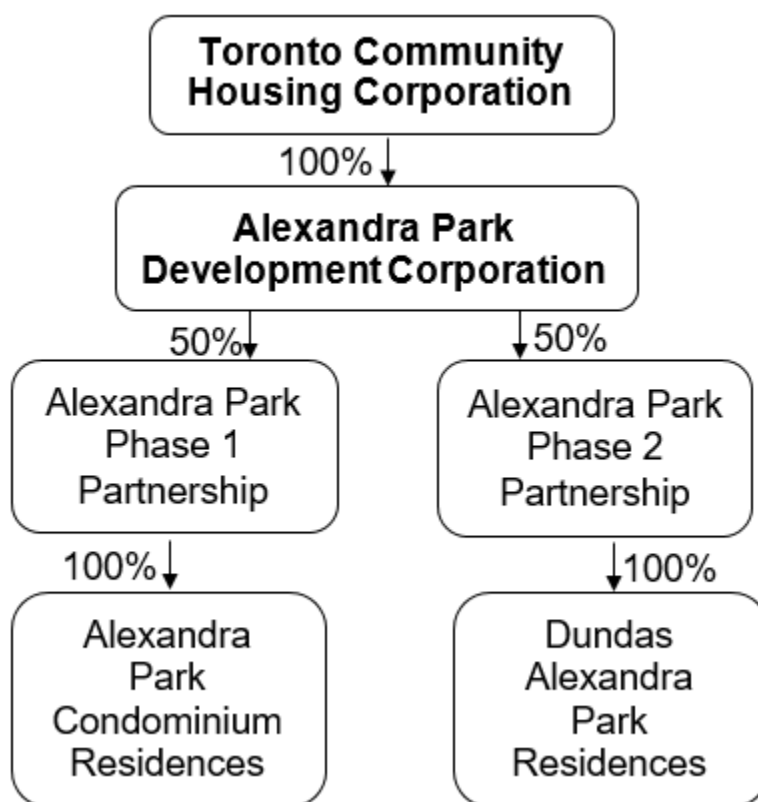 Toronto Community
Housing Corporation
100%
Alexandra Park
Development Corporation
50%
50%
Alexandra Park
Phase 1
Partnership
Alexandra Park
Phase 2
Partnership
100%
100%
Alexandra
Park
Condominium
Residences
Dundas
Alexandra
Park
Residences